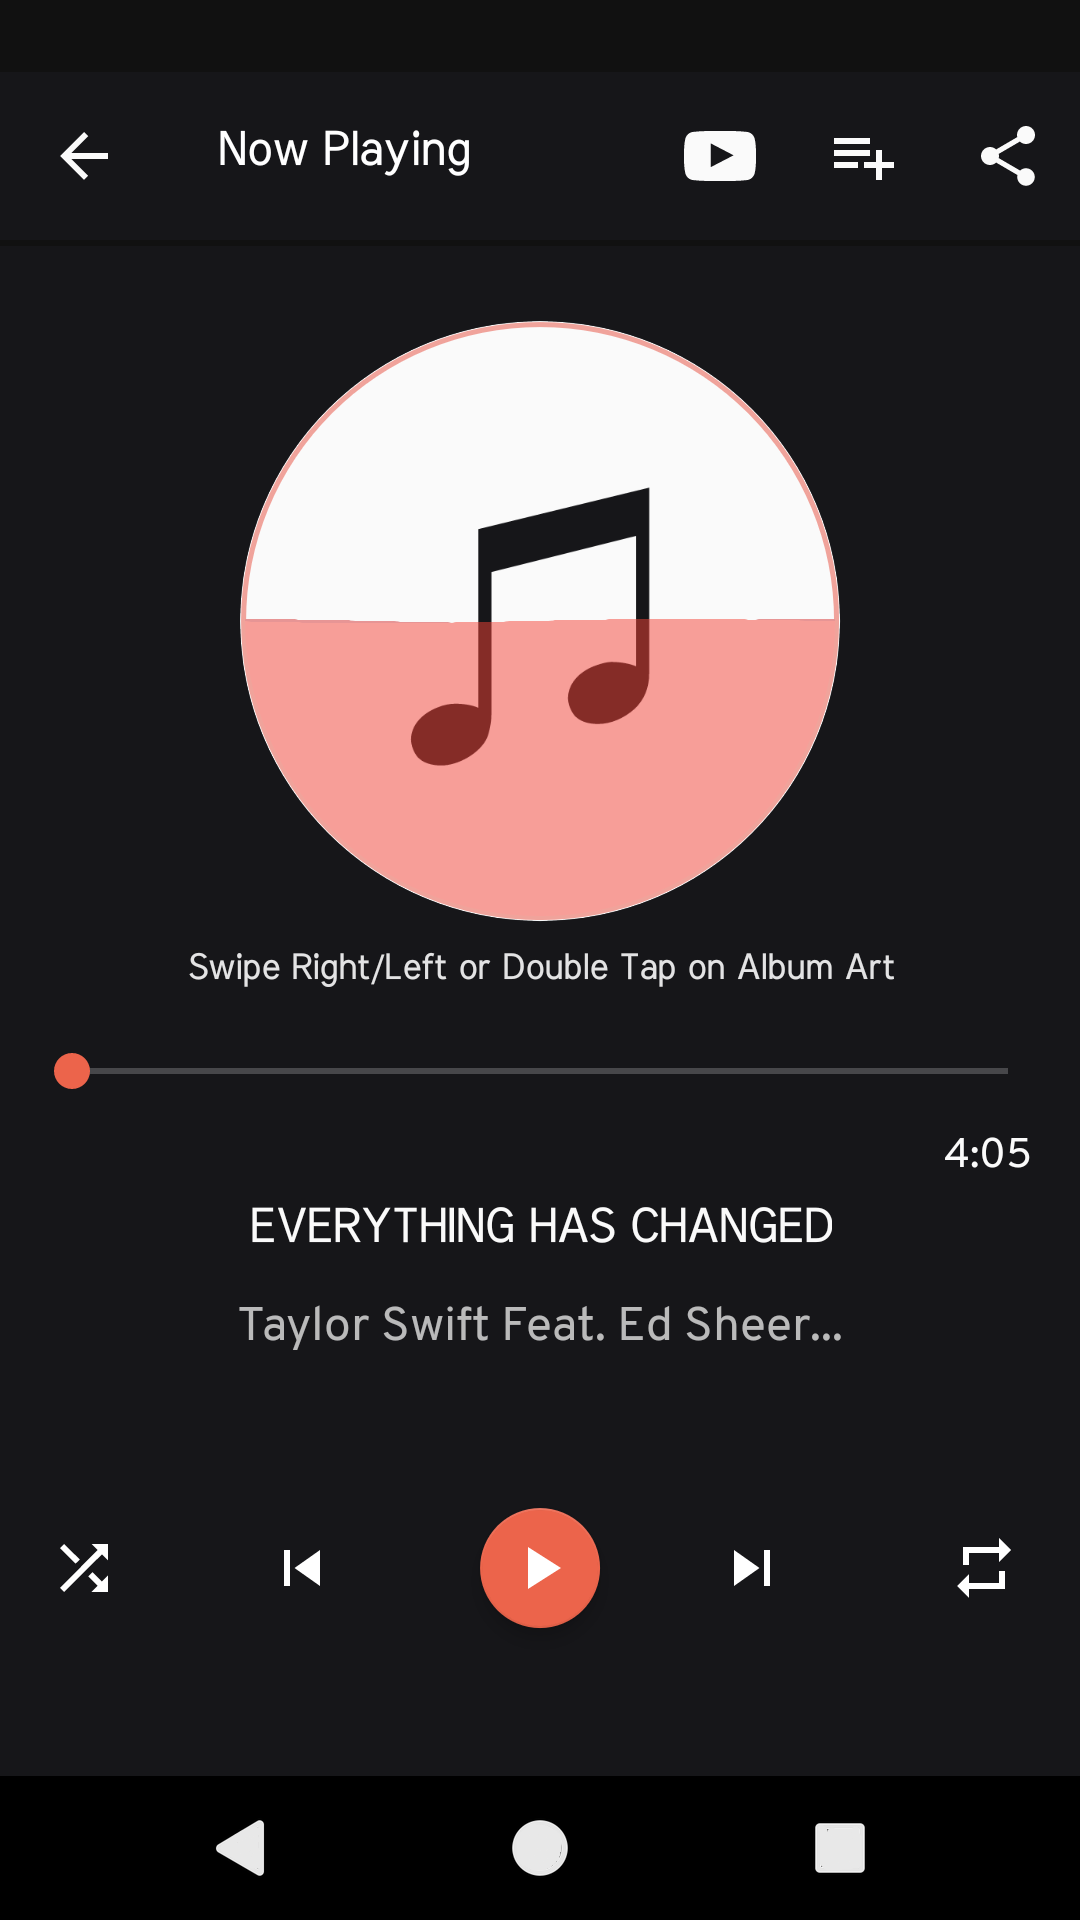 Now Playing
Swipe Right/Left or Double Tap on Album Art
4:05
EVERYTHING HAS CHANGED
Taylor Swift Feat. Ed Sheer...